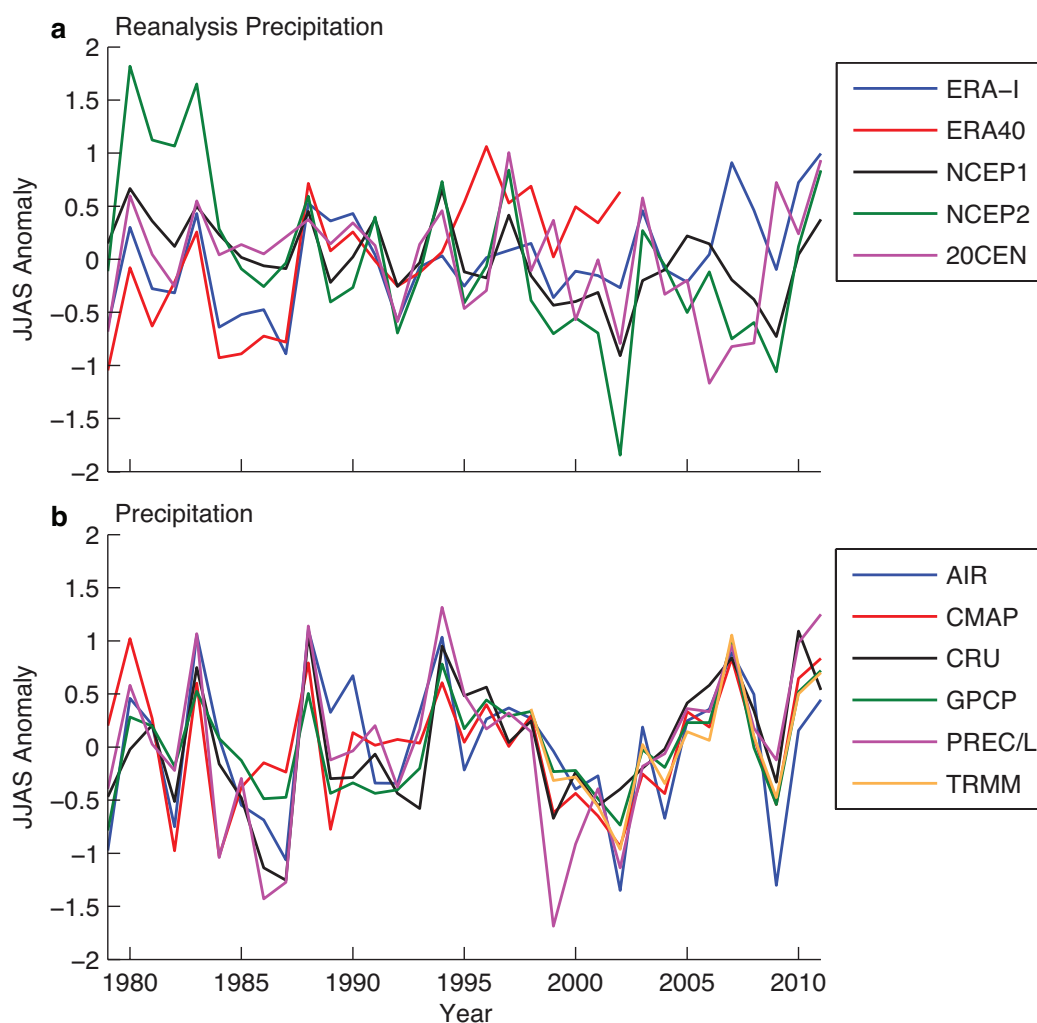 a Reanalysis Precipitation
2
1.5
1
0.5
0
−0.5
−1
−1.5
−2
JJAS Anomaly
ERA−I
ERA40
NCEP1
NCEP2
20CEN
b Precipitation
2
1.5
1
0.5
0
−0.5
−1
−1.5
−2
JJAS Anomaly
AIR
CMAP
CRU
GPCP
PREC/L
TRMM
1980 1985 1990 1995 2000 2005 2010
Year